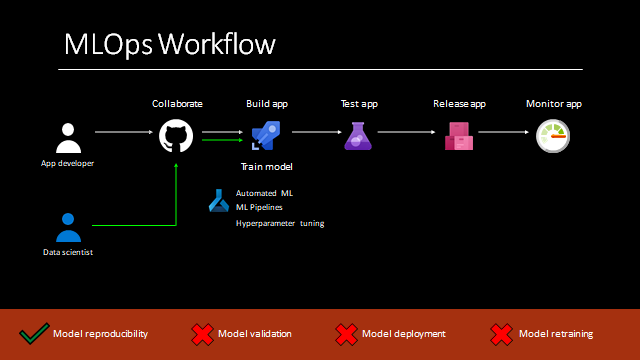 MLOps Workflow
Collaborate
Build app
Test app
Release app
Monitor app
App developer
Train model
Automated ML
ML Pipelines
Hyperparameter tuning
Data scientist
Model reproducibility
Model validation
Model deployment
Model retraining